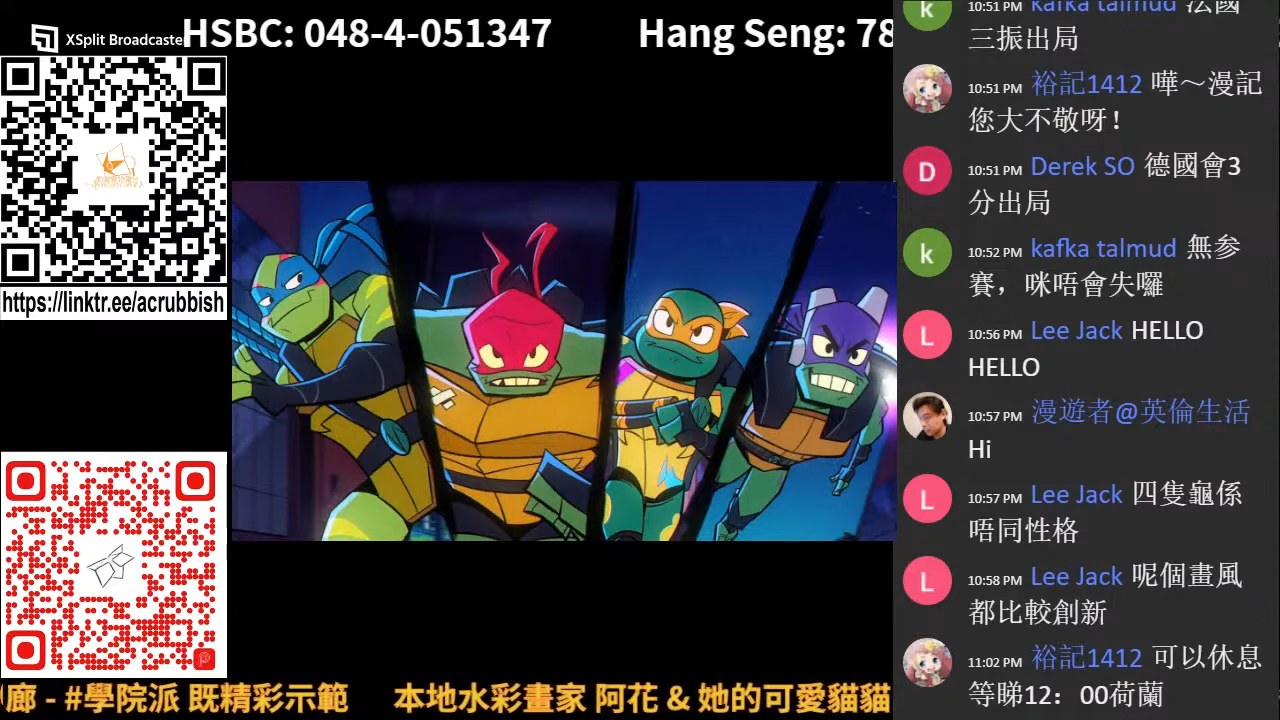 XSplit Broadcaste
HSBC: 048-4-051347
Hang Seng: 78
https://linktr.ee/acrubbish
10:51 PM kafka talmud 法國
三振出局
10:51 PM 裕記1412 嘩～漫記
您大不敬呀！
D
10:51 PM Derek SO 德國會3
分出局
k
10:52 PM kafka talmud 無參
賽，咪唔會失囉
L
10:56 PM Lee Jack HELLO
HELLO
10:57 PM 漫遊者@英倫生活
Hi
L
10:57 PM Lee Jack 四隻龜係
唔同性格
L
10:58 PM Lee Jack 呢個畫風
都比較創新
11:02 PM 裕記1412 可以休息
等睇12：00荷蘭
廊 - #學院派 既精彩示範
本地水彩畫家 阿花 & 她的可愛貓貓